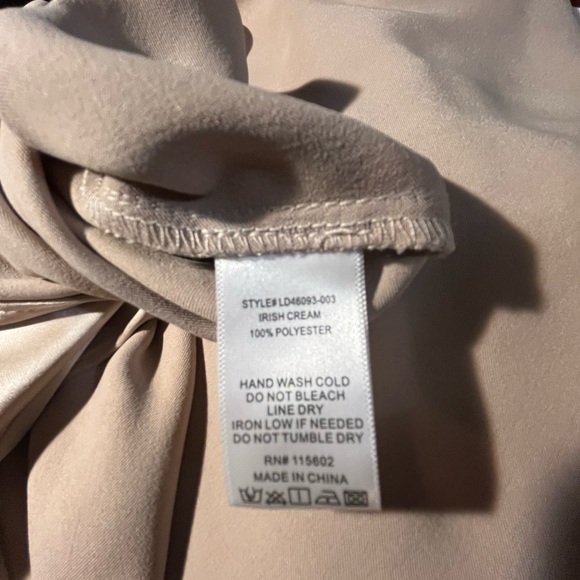 STYLE# LD46093-003
IRISH CREAM
100% POLYESTER
HAND WASH COLD
DO NOT BLEACH
LINE DRY
IRON LOW IF NEEDED
DO NOT TUMBLE DRY
RN# 115602
MADE IN CHINA